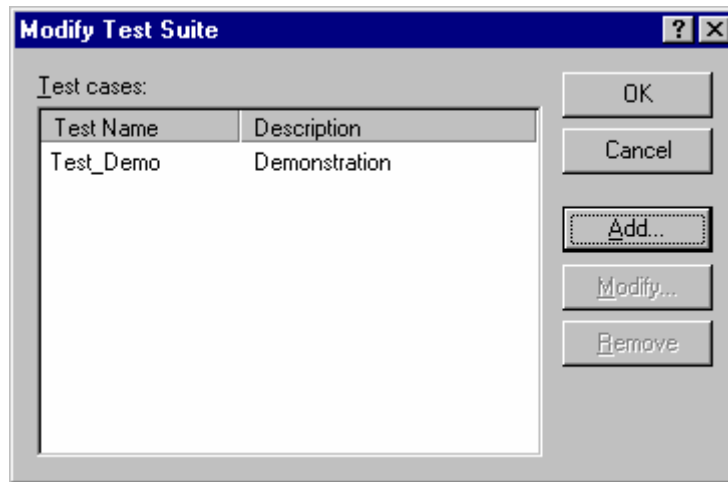 Modify Test Suite
Test cases:
Test Name Description
Test_Demo Demonstration
OK
Cancel
Add...
Modify...
Remove